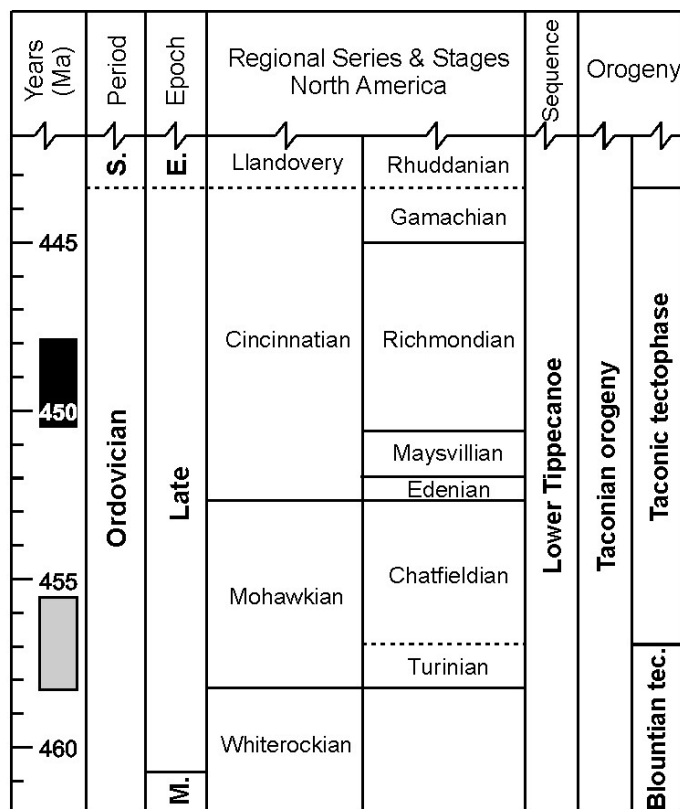 Years
(Ma)
Period
Epoch
Regional Series & Stages
North America
Sequence
Orogeny
S.
E.
Llandovery
Rhuddanian
Gamachian
445
Cincinnatian
Richmondian
450
Maysvillian
Edenian
Ordovician
Late
Lower Tippecanoe
Taconian orogeny
Taconic tectophase
455
Mohawkian
Chatfieldian
Turinian
460
Whiterockian
M.
Blountian tec.